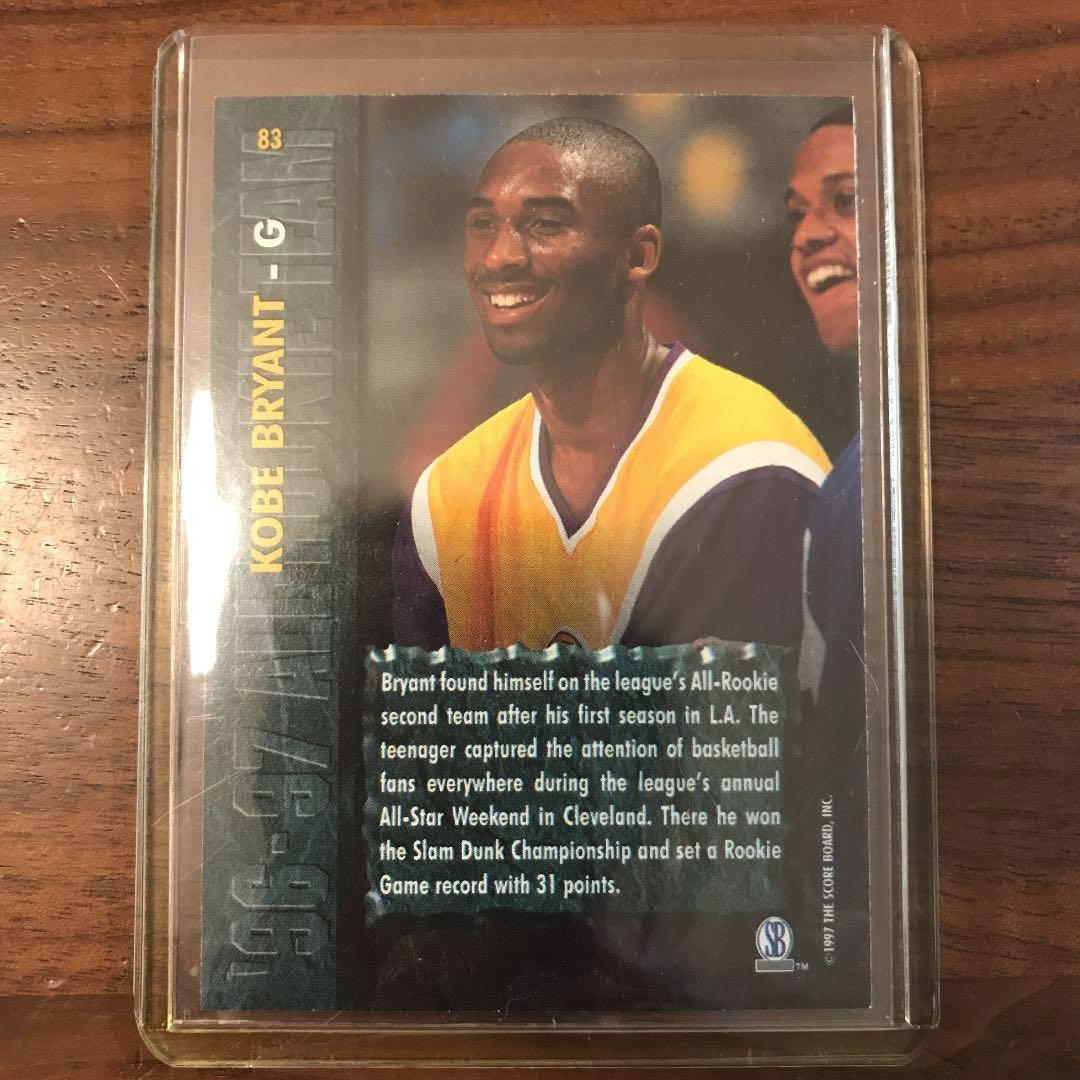 83
KOBE BRYANT - G
'96-97 ALL ROOKIE TEAM
Bryant found himself on the league's All-Rookie
second team after his first season in L.A. The
teenager captured the attention of basketball
fans everywhere during the league's annual
All-Star Weekend in Cleveland. There he won
the Slam Dunk Championship and set a Rookie
Game record with 31 points.
SB
TM
©1997 THE SCORE BOARD, INC.